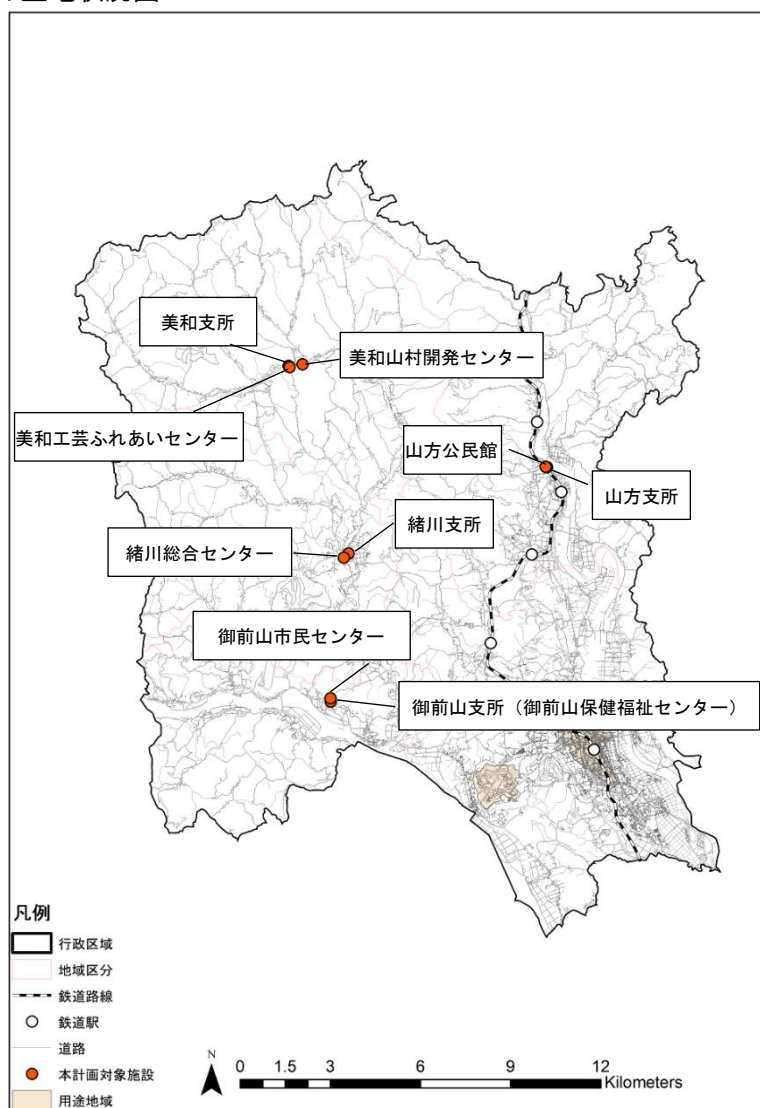 美和支所
美和山村開発センター
美和工芸ふれあいセンター
山方公民館
山方支所
緒川支所
緒川総合センター
御前山市民センター
御前山支所（御前山保健福祉センター）
凡例
行政区域
地域区分
鉄道路線
鉄道駅
道路
本計画対象施設
用途地域
N
0 1.5 3 6 9 12
Kilometers